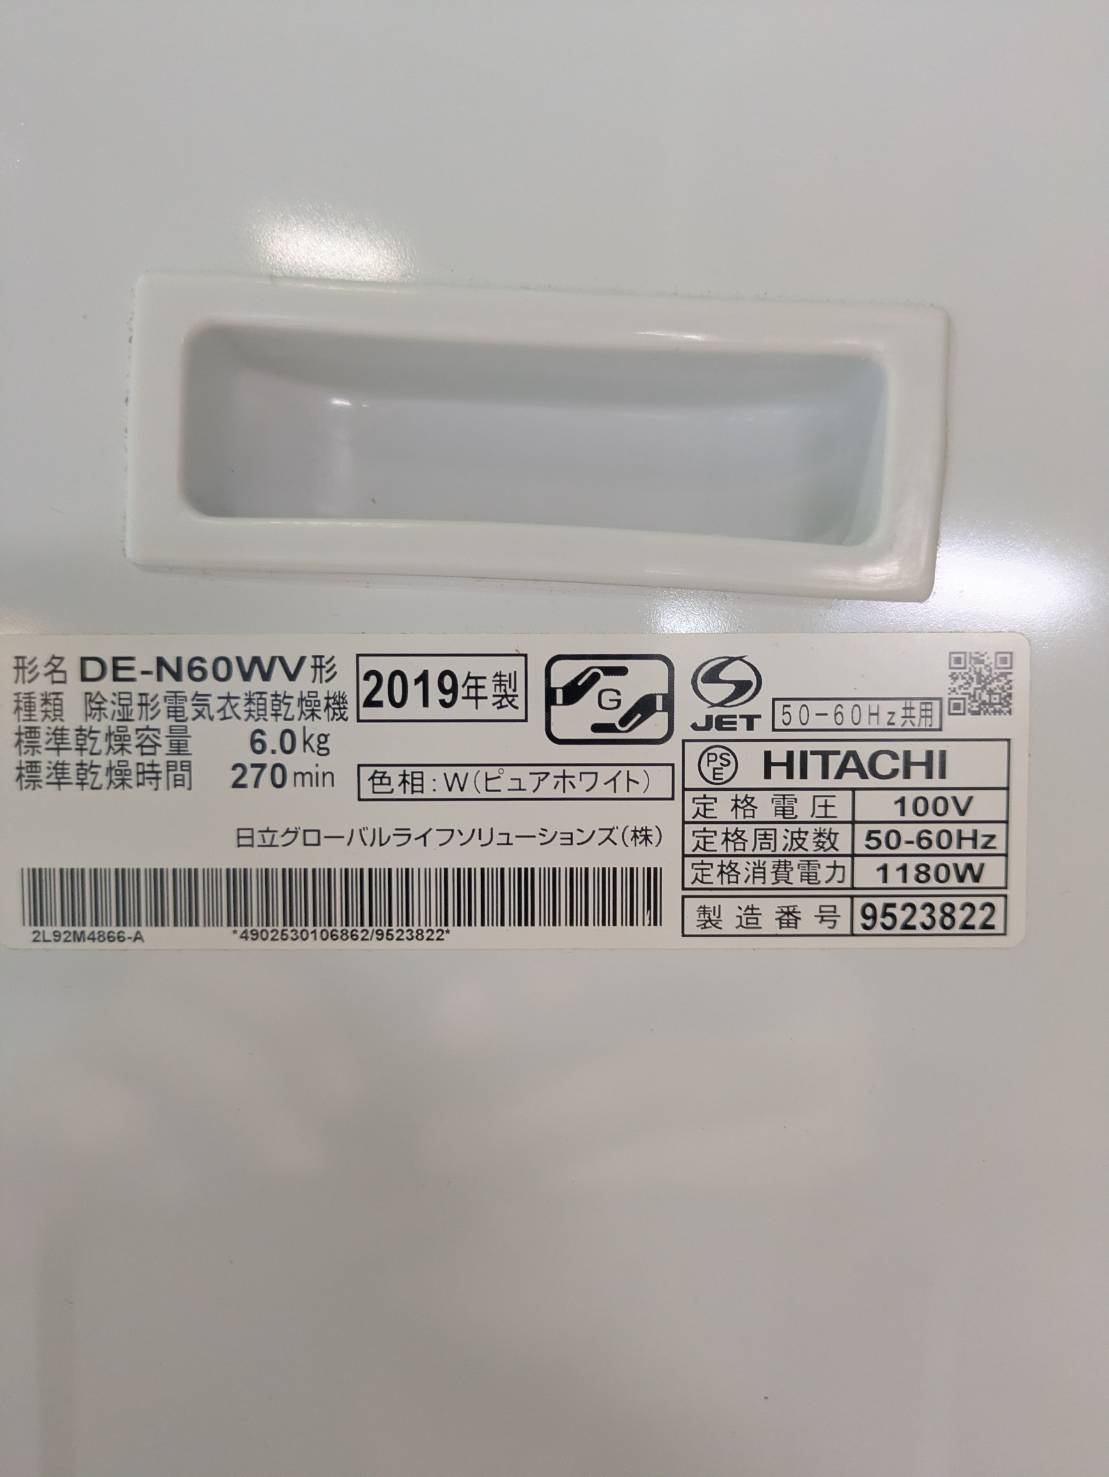 形名 DE-N60WV形
種類 除湿形電気衣類乾燥機
標準乾燥容量 6.0kg
標準乾燥時間 270min
2019年製
G
JET
50-60Hz共用
色相:W(ピュアホワイト)
日立グローバルライフソリューションズ(株)
2L92M4866-A
*4902530106862/9523822*
PSE HITACHI
定格電圧 100V
定格周波数 50-60Hz
定格消費電力 1180W
製造番号 9523822